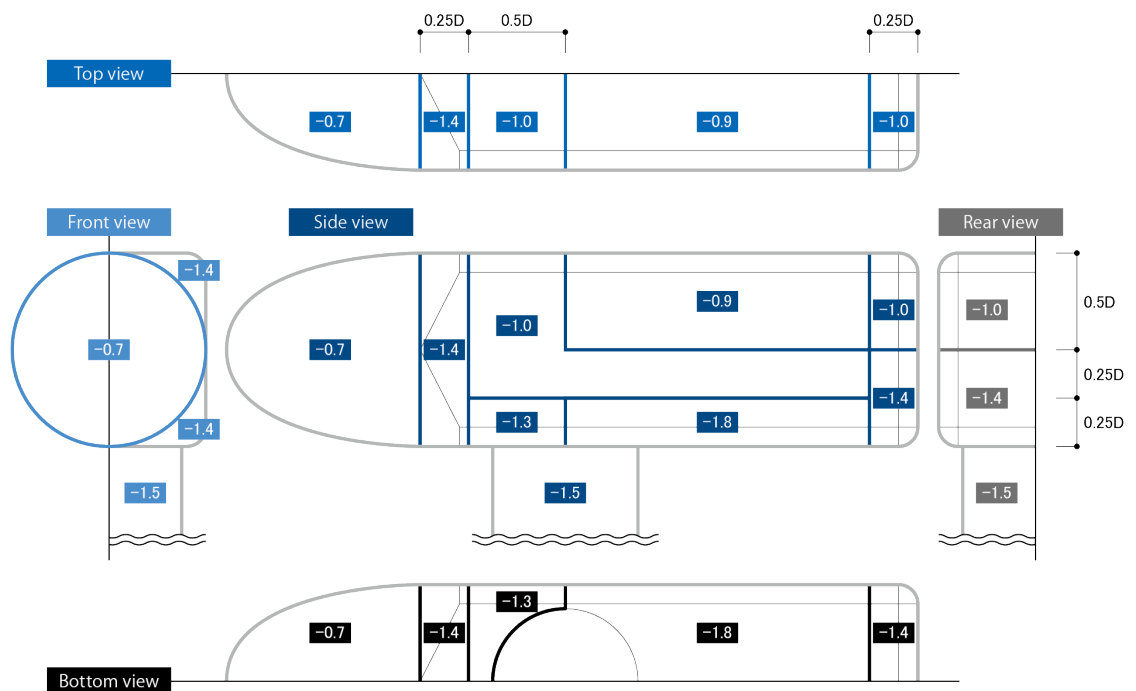 0.25D 0.5D 0.25D
Top view
−0.7 −1.4 −1.0 −0.9 −1.0
Front view Side view Rear view
−1.4
−0.7
−1.4
−1.5
−0.9
−1.0
−1.0
−0.7 −1.4
−1.4
−1.3 −1.8
−1.5
−1.0
−1.4
−1.5
0.5D
0.25D
0.25D
−1.3
−0.7 −1.4 −1.8 −1.4
Bottom view